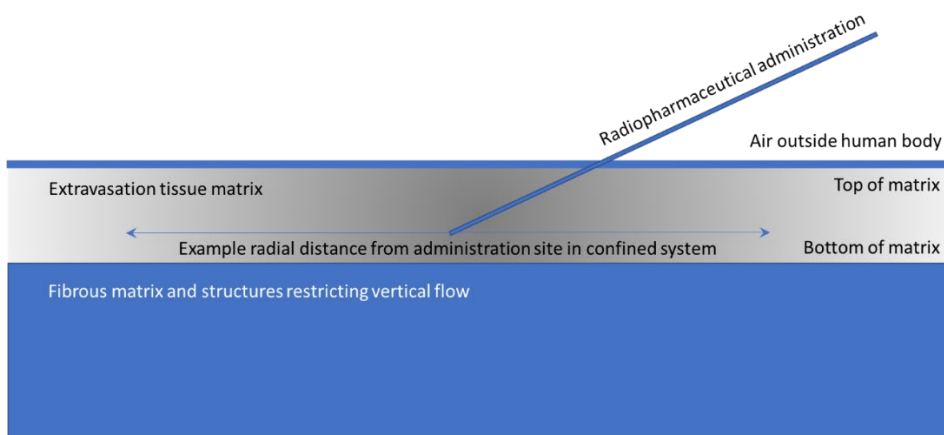 Radiopharmaceutical administration
Air outside human body
Extravasation tissue matrix
Top of matrix
Example radial distance from administration site in confined system
Bottom of matrix
Fibrous matrix and structures restricting vertical flow